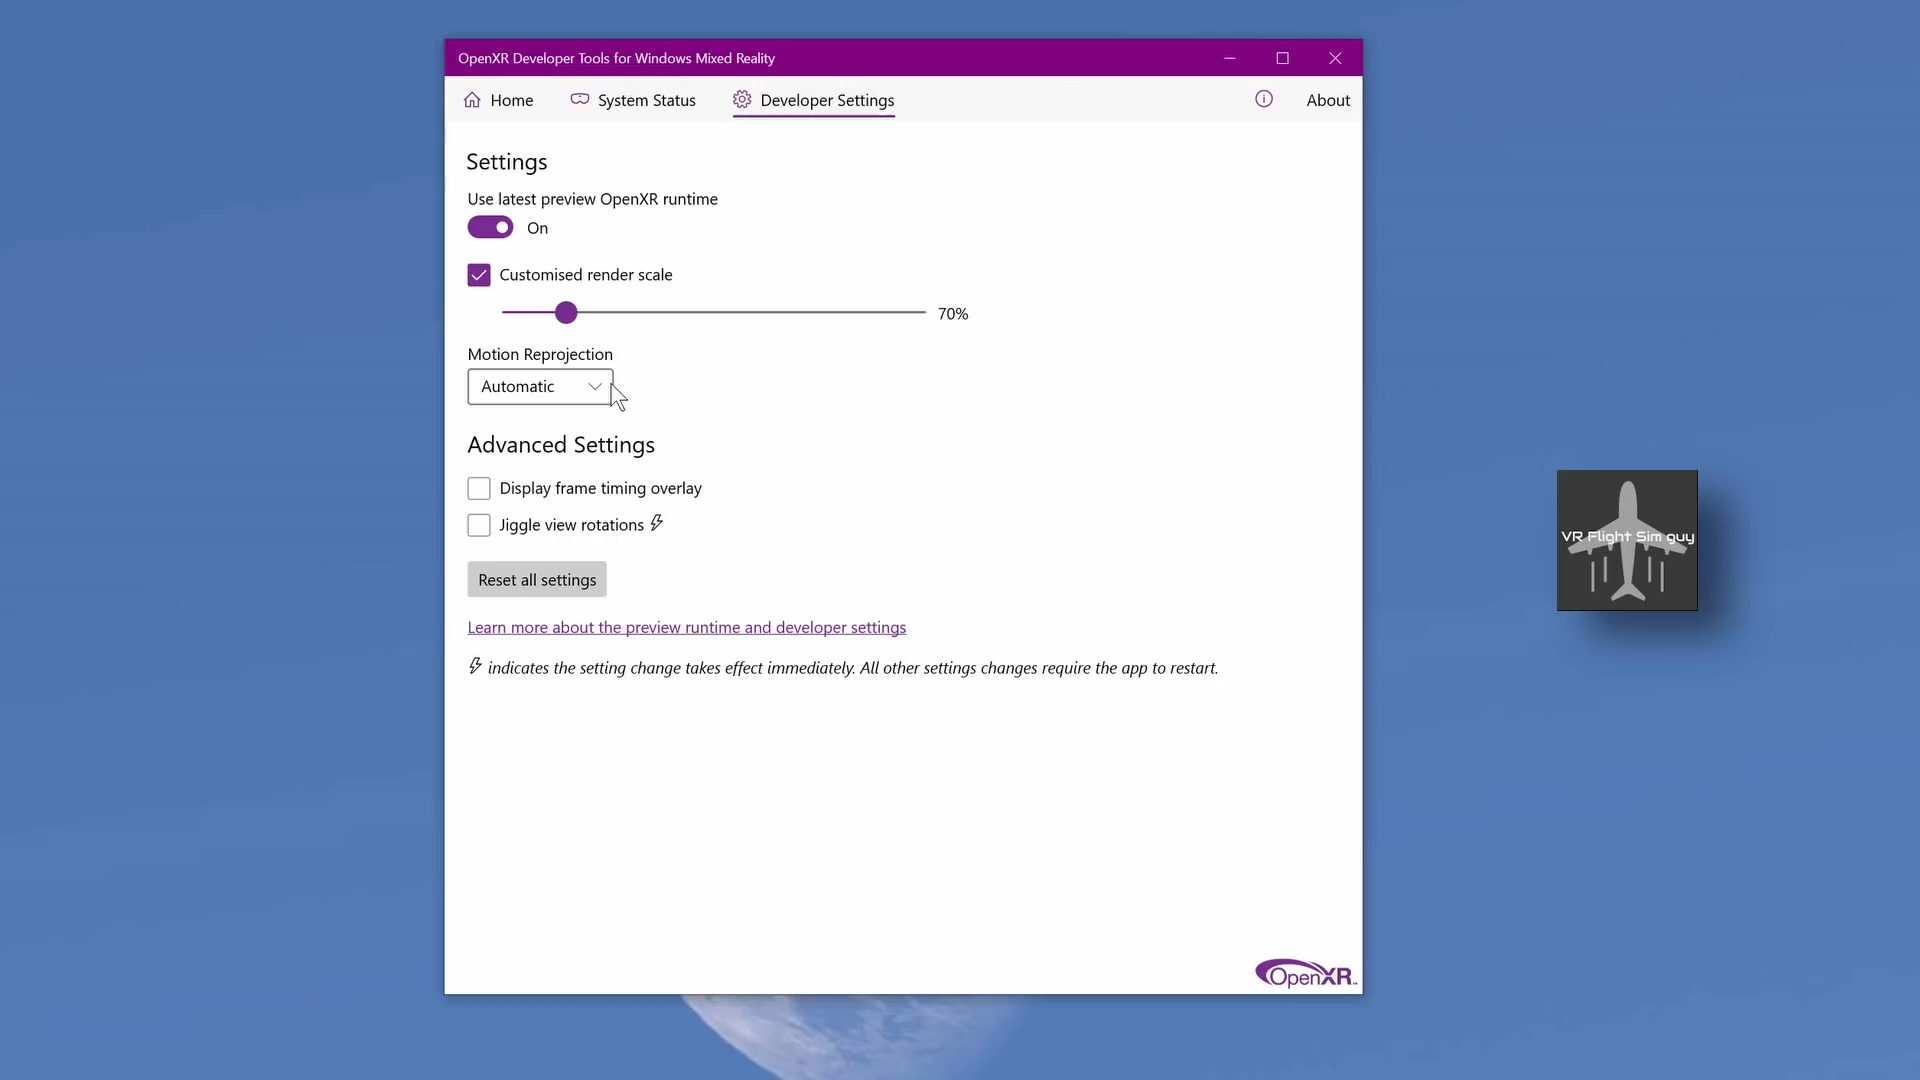 OpenXR Developer Tools for Windows Mixed Reality
Home System Status Developer Settings About
Settings
Use latest preview OpenXR runtime
On
Customised render scale
70%
Motion Reprojection
Automatic
Advanced Settings
Display frame timing overlay
Jiggle view rotations
VR Flight Sim guy
Reset all settings
Learn more about the preview runtime and developer settings
indicates the setting change takes effect immediately. All other settings changes require the app to restart.
OpenXR